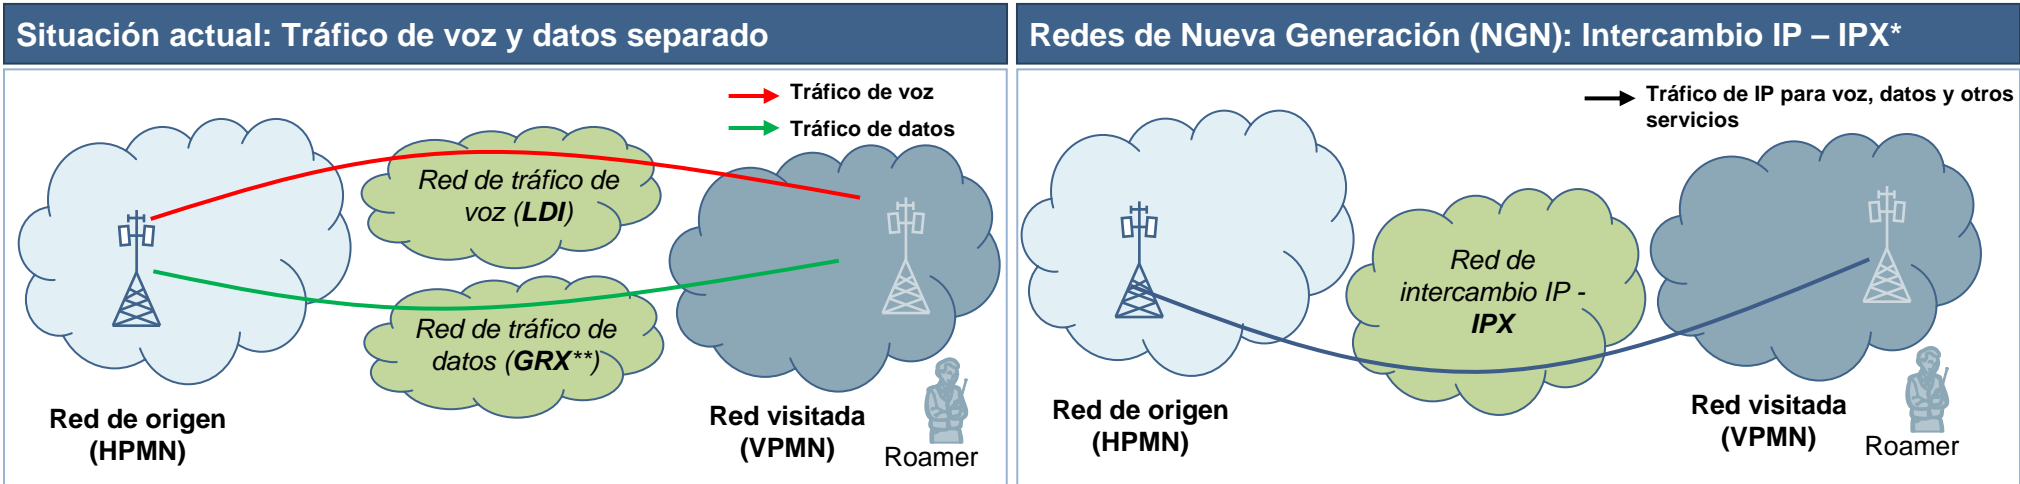 Situación actual: Tráfico de voz y datos separado
Tráfico de voz
Tráfico de datos
Red de tráfico de
voz (LDI)
Red de tráfico de
datos (GRX**)
Red de origen
(HPMN)
Red visitada
(VPMN)
Roamer
Redes de Nueva Generación (NGN): Intercambio IP – IPX*
Tráfico de IP para voz, datos y otros
servicios
Red de
intercambio IP -
IPX
Red de origen
(HPMN)
Red visitada
(VPMN)
Roamer